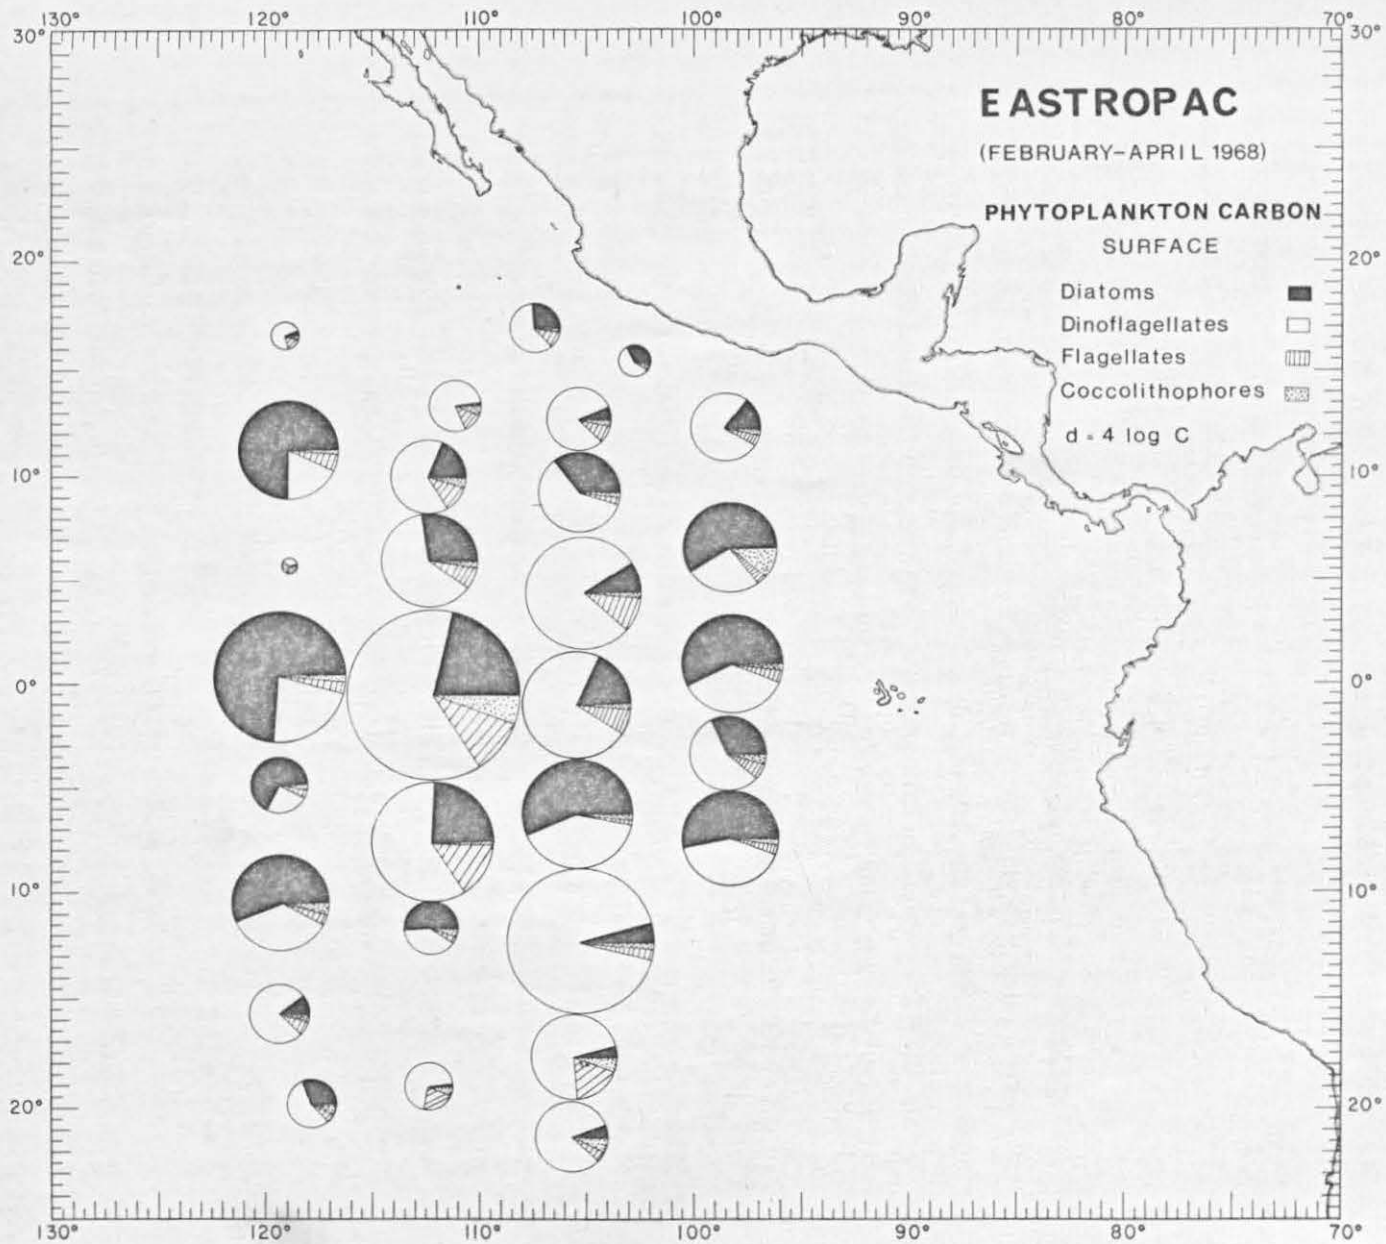 130° 120° 110° 100° 90° 80° 70°
30° 30°
EASTROPAC
(FEBRUARY-APRIL 1968)
PHYTOPLANKTON CARBON
SURFACE
20° 20°
Diatoms
Dinoflagellates
Flagellates
Coccolithophores
d = 4 log C
10° 10°
0° 0°
10° 10°
20° 20°
130° 120° 110° 100° 90° 80° 70°